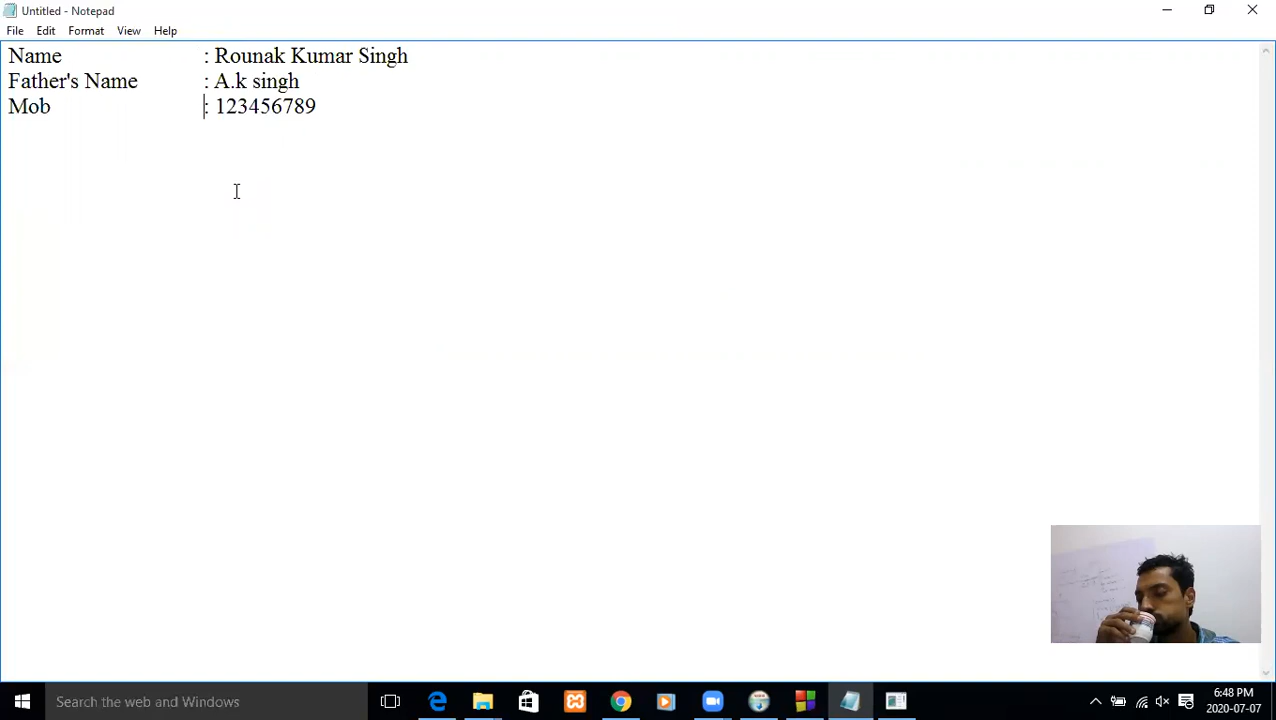 Untitled - Notepad
File Edit Format View Help
Name : Rounak Kumar Singh
Father's Name : A.k singh
Mob : 123456789
Search the web and Windows
6:48 PM
2020-07-07